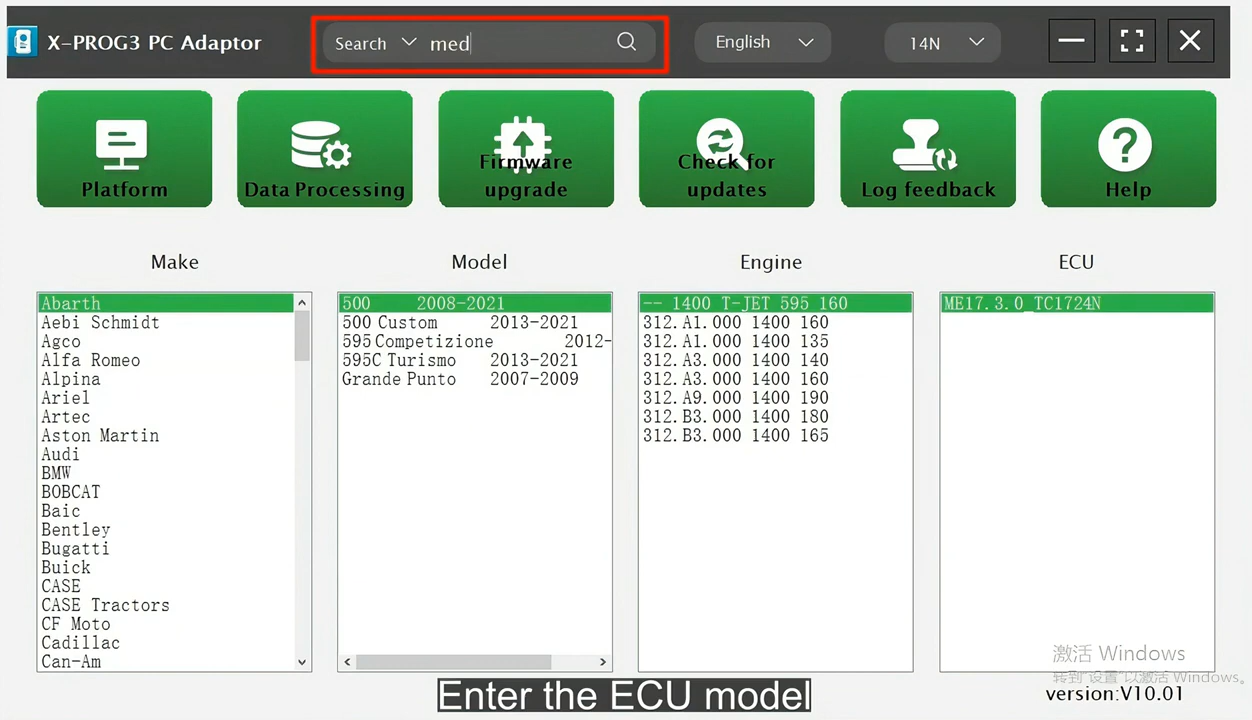 X-PROG3 PC Adaptor
Search med
English
14N
Platform
Data Processing
Firmware
upgrade
Check for
updates
Log feedback
Help
Make
Model
Engine
ECU
Abarth
Aebi Schmidt
Agco
Alfa Romeo
Alpina
Ariel
Artec
Aston Martin
Audi
BMW
BOBCAT
Baic
Bentley
Bugatti
Buick
CASE
CASE Tractors
CF Moto
Cadillac
Can-Am
500 2008-2021
500 Custom 2013-2021
595 Competizione 2012-
595C Turismo 2013-2021
Grande Punto 2007-2009
-- 1400 T-JET 595 160
312.A1.000 1400 160
312.A1.000 1400 135
312.A3.000 1400 140
312.A3.000 1400 160
312.A9.000 1400 190
312.B3.000 1400 180
312.B3.000 1400 165
ME17.3.0_TC1724N
激活 Windows
转到"设置"以激活 Windows。
version:V10.01
Enter the ECU model